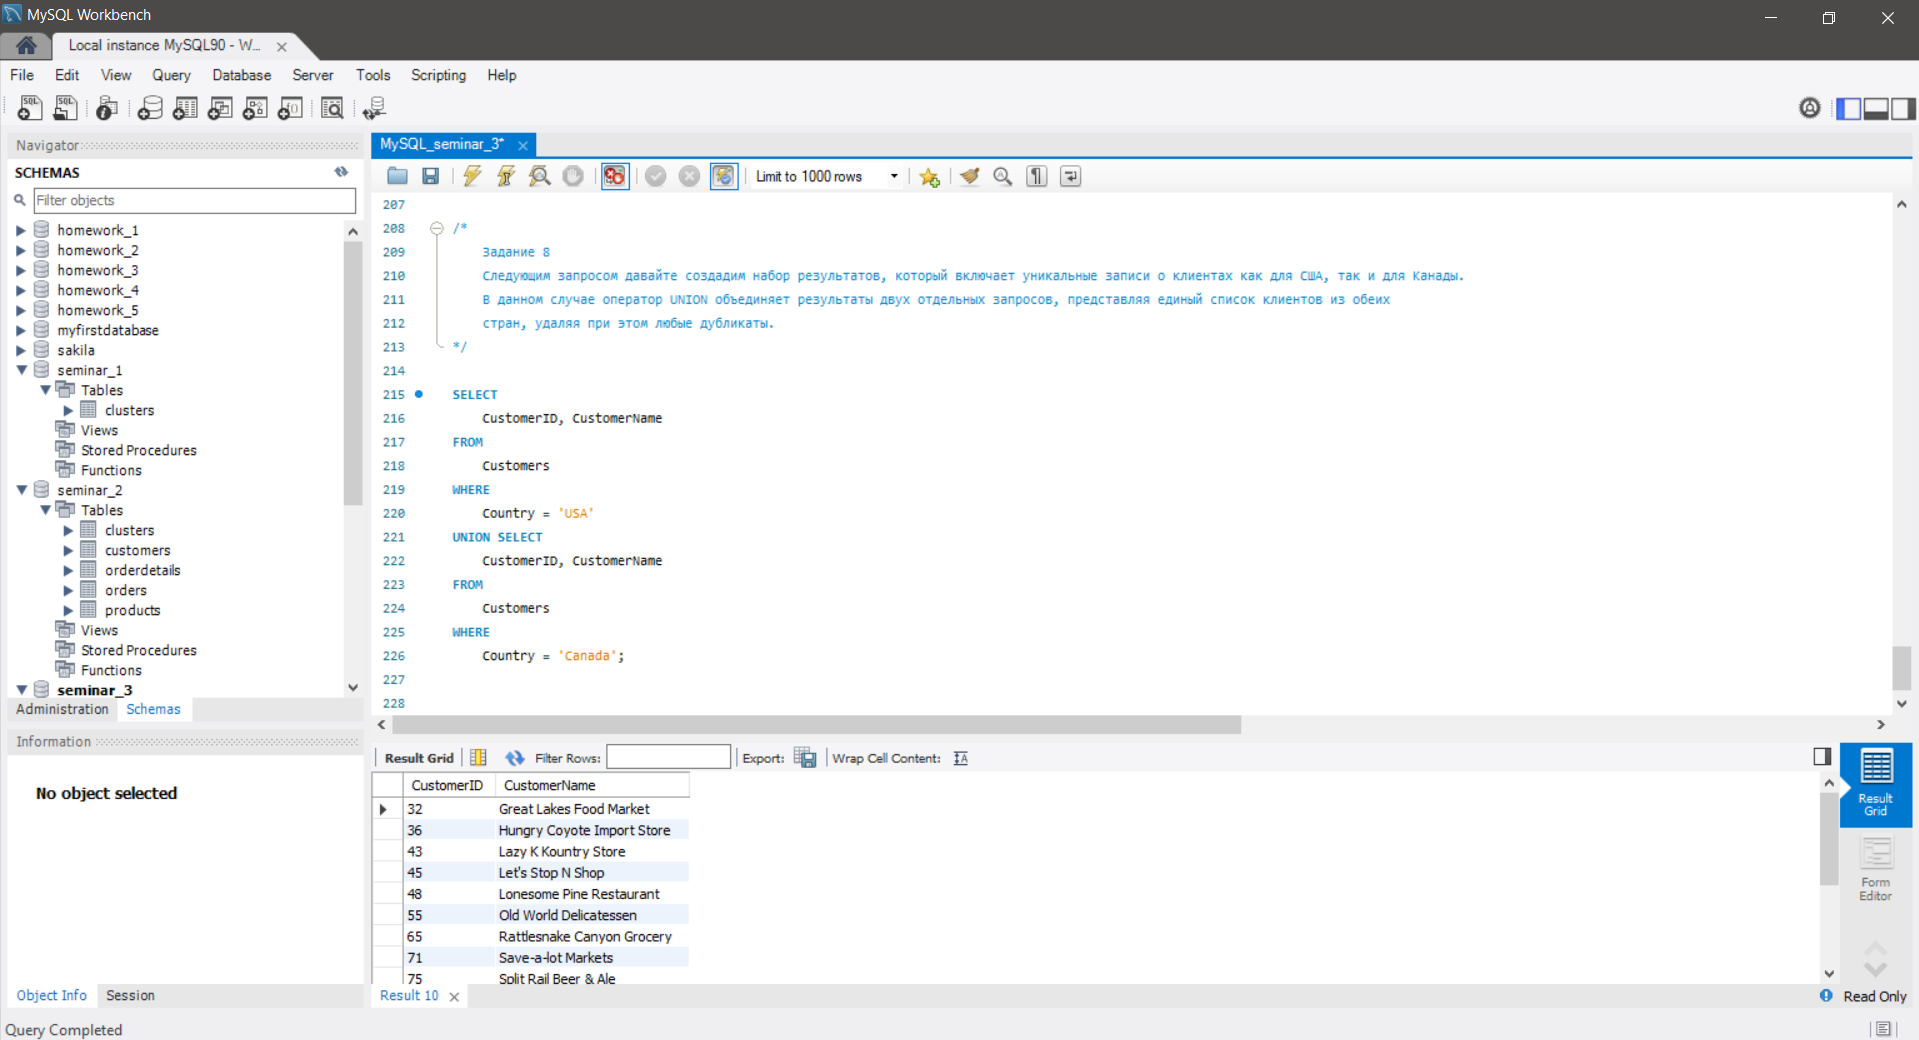 MySQL Workbench
Local instance MySQL90 - W...
File Edit View Query Database Server Tools Scripting Help
Navigator
SCHEMAS
Filter objects
homework_1
homework_2
homework_3
homework_4
homework_5
myfirstdatabase
sakila
seminar_1
Tables
clusters
Views
Stored Procedures
Functions
seminar_2
Tables
clusters
customers
orderdetails
orders
products
Views
Stored Procedures
Functions
seminar_3
Administration Schemas
Information
No object selected
Object Info Session
MySQL_seminar_3*
Limit to 1000 rows
207
208 /*
209 Задание 8
210 Следующим запросом давайте создадим набор результатов, который включает уникальные записи о клиентах как для США, так и для Канады.
211 В данном случае оператор UNION объединяет результаты двух отдельных запросов, представляя единый список клиентов из обеих
212 стран, удаляя при этом любые дубликаты.
213 */
214
215 SELECT
216 CustomerID, CustomerName
217 FROM
218 Customers
219 WHERE
220 Country = 'USA'
221 UNION SELECT
222 CustomerID, CustomerName
223 FROM
224 Customers
225 WHERE
226 Country = 'Canada';
227
228
Result Grid Filter Rows: Export: Wrap Cell Content:
CustomerID CustomerName
32 Great Lakes Food Market
36 Hungry Coyote Import Store
43 Lazy K Kountry Store
45 Let's Stop N Shop
48 Lonesome Pine Restaurant
55 Old World Delicatessen
65 Rattlesnake Canyon Grocery
71 Save-a-lot Markets
75 Split Rail Beer & Ale
Result
Grid
Form
Editor
Result 10
Read Only
Query Completed